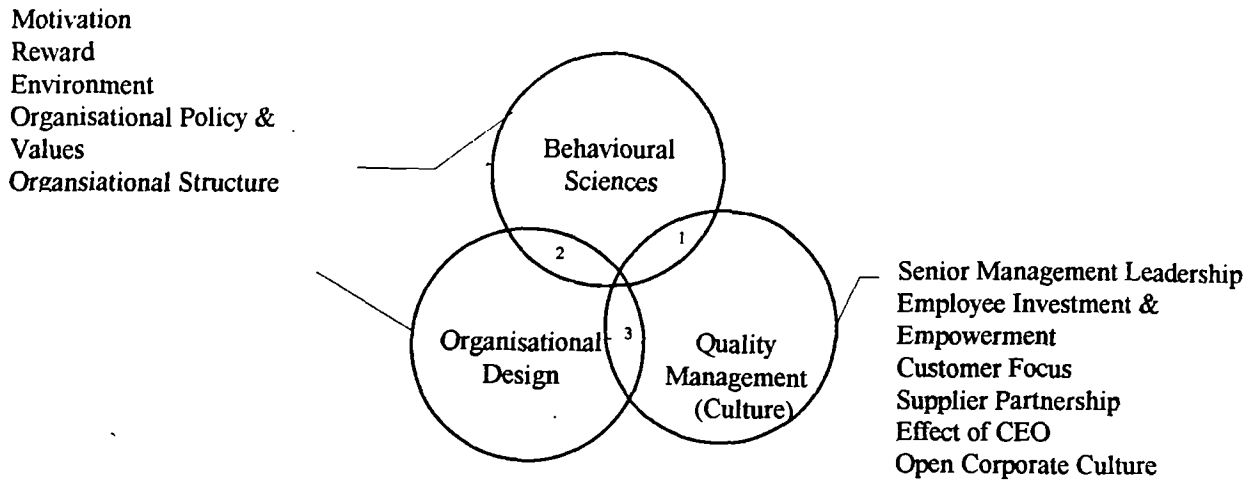 Motivation
Reward
Environment
Organisational Policy &
Values
Organsiational Structure
Behavioural
Sciences
1
2
3
Organisational
Design
Quality
Management
(Culture)
Senior Management Leadership
Employee Investment &
Empowerment
Customer Focus
Supplier Partnership
Effect of CEO
Open Corporate Culture